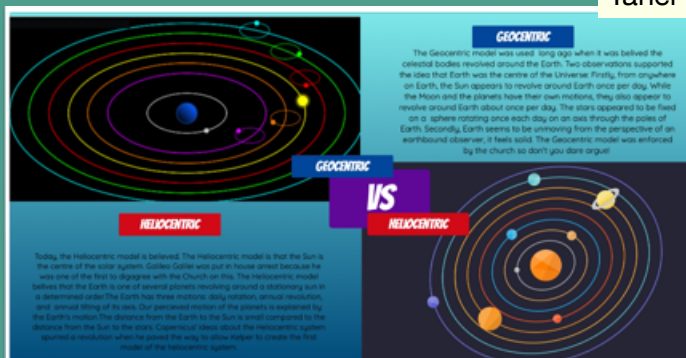 GEOCENTRIC
The Geocentric model was used long ago when it was belived the
celestial bodies revolved around the Earth. Two observations supported
the idea that Earth was the centre of the Universe: Firstly, from anywhere
on Earth, the Sun appears to revolve around Earth once per day. While
the Moon and the planets have their own motions, they also appear to
revolve around Earth about once per day. The stars appeared to be fixed
on a sphere rotating once each day on an axis through the poles of
Earth. Secondly, Earth seems to be unmoving from the perspective of an
earthbound observer, it feels solid. The Geocentric model was enforced
by the church so don't you dare argue!
GEOCENTRIC
VS
HELIOCENTRIC
HELIOCENTRIC
Today, the Heliocentric model is believed. The Heliocentric model is that the Sun is
the centre of the solar system. Galileo Galilei was put in house arrest because he
was one of the first to digagree with the Church on this. The Heliocentric model
belives that the Earth is one of several planets revolving around a stationary sun in
a determined order.The Earth has three motions: daily rotation, annual revolution,
and annual tilting of its axis. Our perceived motion of the planets is explained by
the Earth's motion.The distance from the Earth to the Sun is small compared to the
distance from the Sun to the stars. Copernicus' ideas about the Heliocentric system
spurred a revolution when he paved the way to allow Kelper to create the first
model of the heliocentric system.